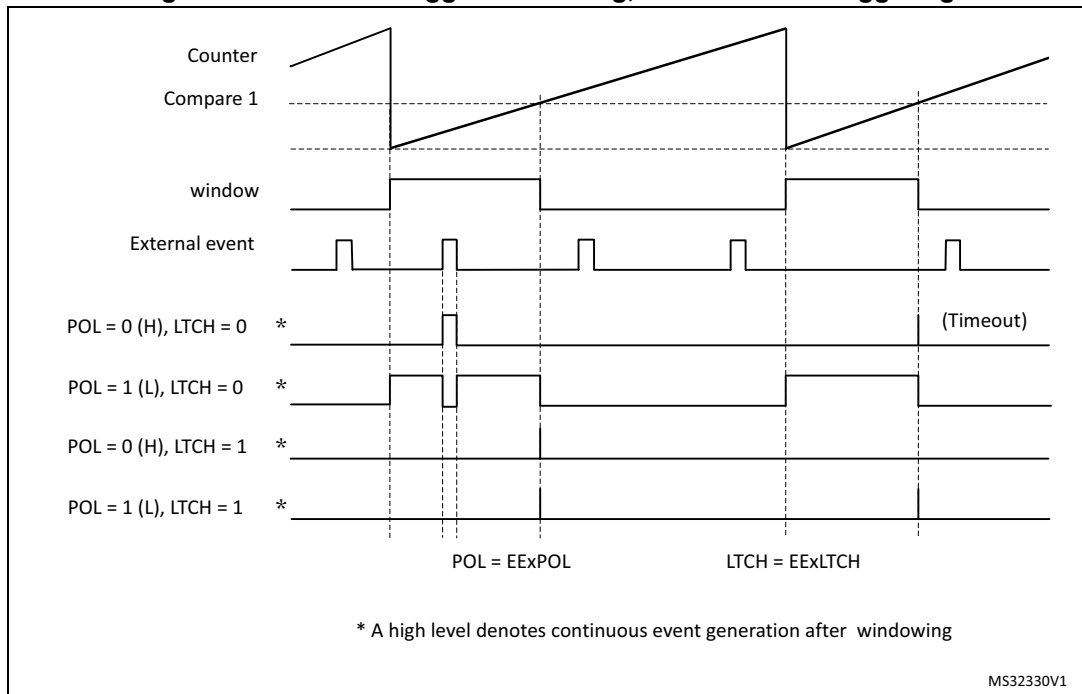 Counter
Compare 1
window
External event
POL = 0 (H), LTCH = 0 *
(Timeout)
POL = 1 (L), LTCH = 0 *
POL = 0 (H), LTCH = 1 *
POL = 1 (L), LTCH = 1 *
POL = EExPOL LTCH = EExLTCH
* A high level denotes continuous event generation after windowing
MS32330V1